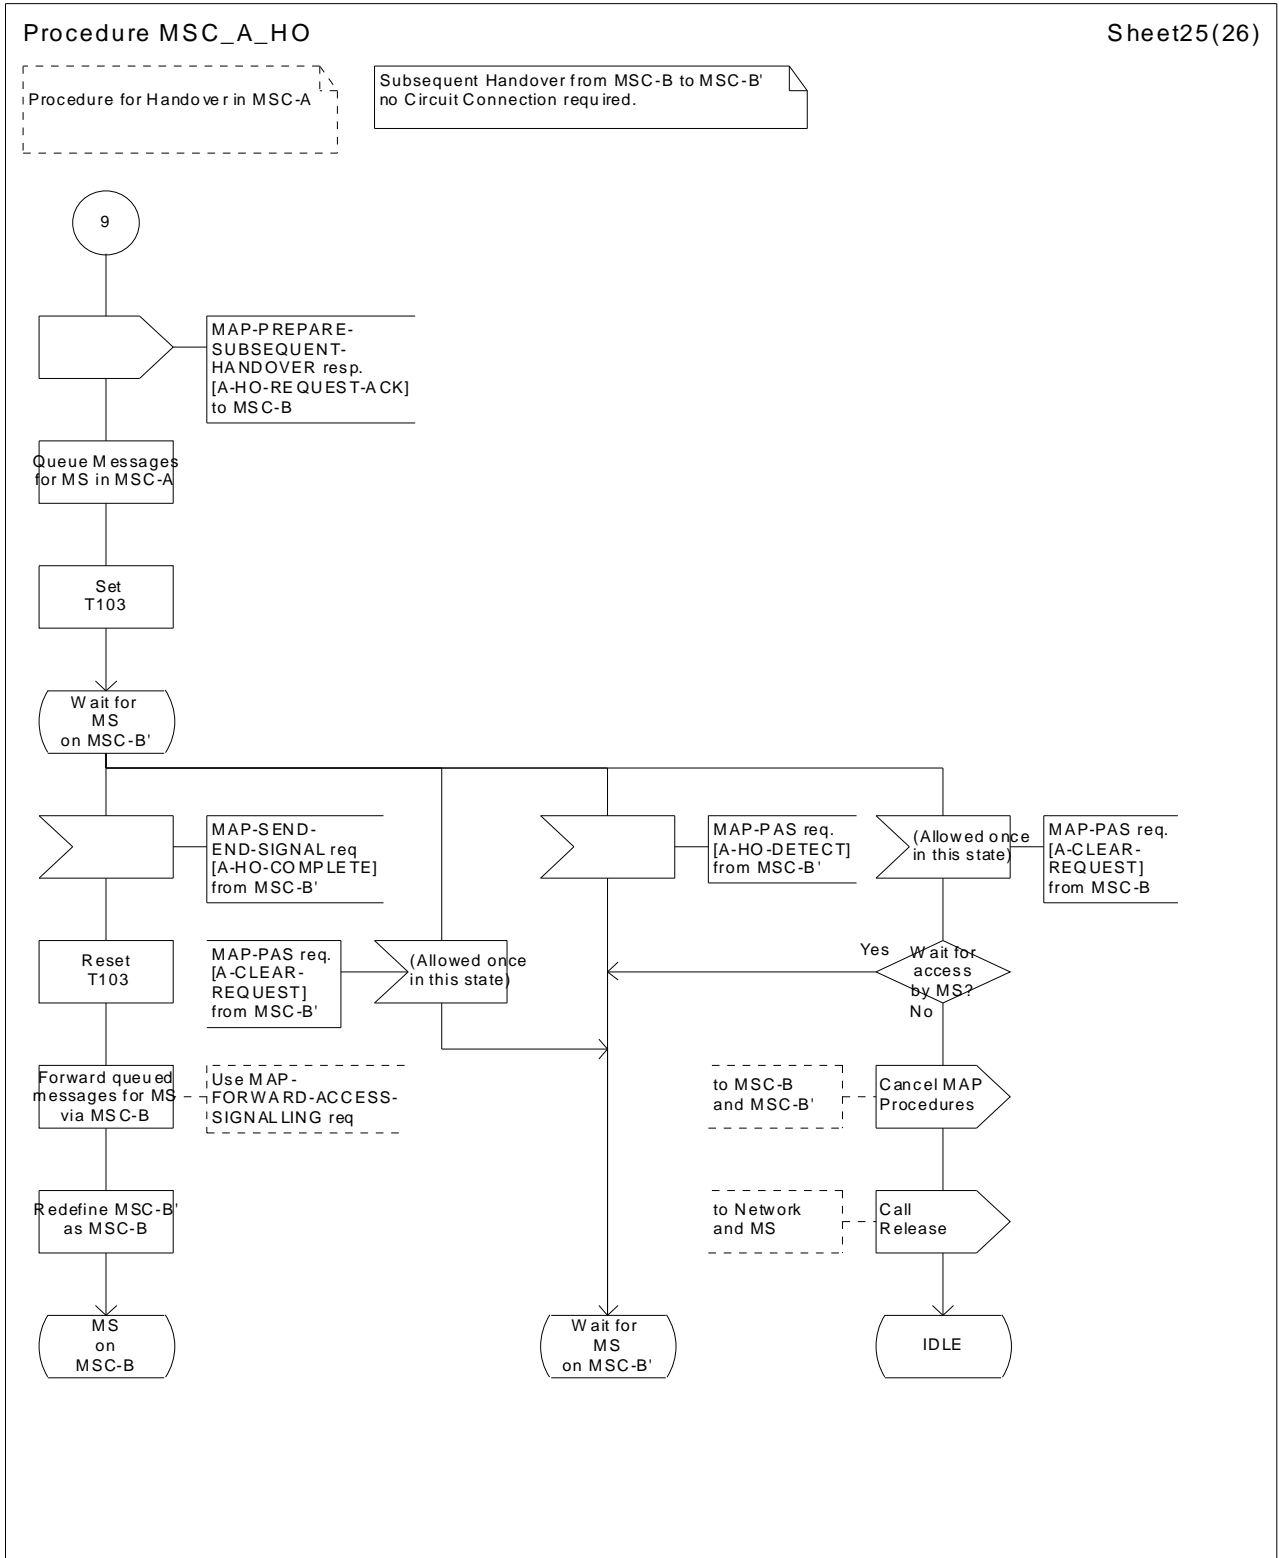 Procedure MSC_A_HO
Sheet25(26)
Procedure for Handover in MSC-A
Subsequent Handover from MSC-B to MSC-B'
no Circuit Connection required.
9
MAP-PREPARE-
SUBSEQUENT-
HANDOVER resp.
[A-HO-REQUEST-ACK]
to MSC-B
Queue Messages
for MS in MSC-A
Set
T103
Wait for
MS
on MSC-B'
MAP-SEND-
END-SIGNAL req
[A-HO-COMPLETE]
from MSC-B'
MAP-PAS req.
[A-HO-DETECT]
from MSC-B'
(Allowed once
in this state)
MAP-PAS req.
[A-CLEAR-
REQUEST]
from MSC-B
Reset
T103
MAP-PAS req.
[A-CLEAR-
REQUEST]
from MSC-B'
(Allowed once
in this state)
Yes
Wait for
access
by MS?
No
Forward queued
messages for MS
via MSC-B
Use MAP-
FORWARD-ACCESS-
SIGNALLING req
to MSC-B
and MSC-B'
Cancel MAP
Procedures
Redefine MSC-B'
as MSC-B
to Network
and MS
Call
Release
MS
on
MSC-B
Wait for
MS
on MSC-B'
IDLE